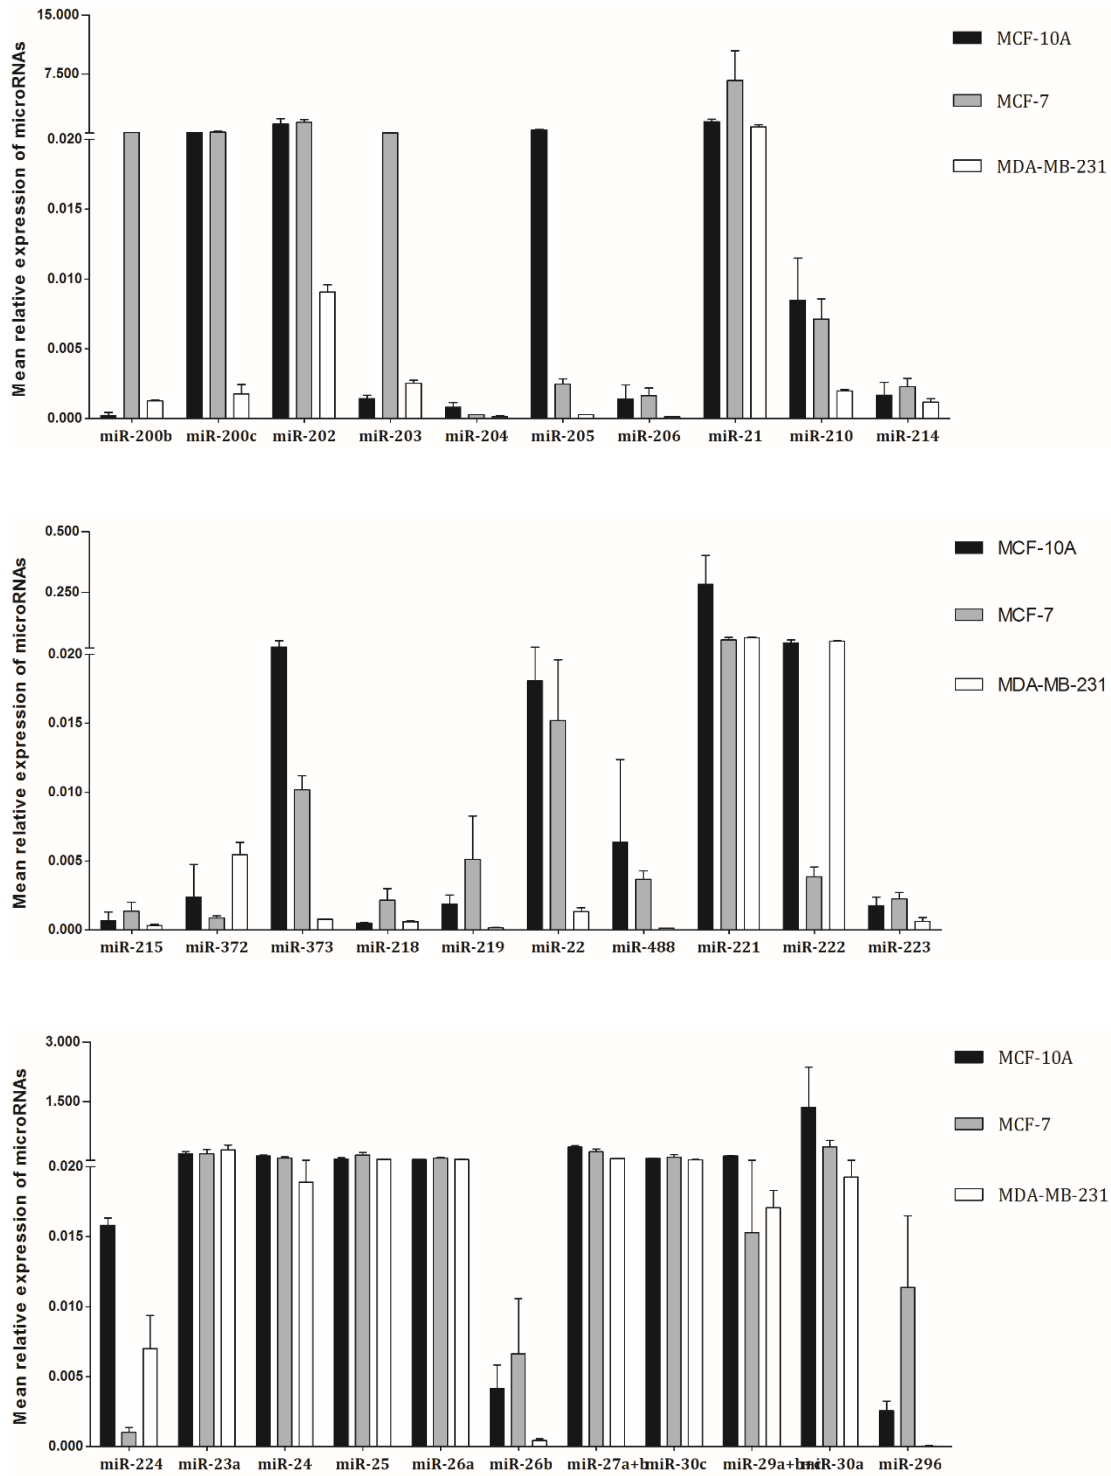 Mean relative expression of microRNAs
15.000
7.500
0.020
0.015
0.010
0.005
0.000
miR-200b miR-200c miR-202 miR-203 miR-204 miR-205 miR-206 miR-21 miR-210 miR-214
MCF-10A
MCF-7
MDA-MB-231
Mean relative expression of microRNAs
0.500
0.250
0.020
0.015
0.010
0.005
0.000
miR-215 miR-372 miR-373 miR-218 miR-219 miR-22 miR-488 miR-221 miR-222 miR-223
MCF-10A
MCF-7
MDA-MB-231
Mean relative expression of microRNAs
3.000
1.500
0.020
0.015
0.010
0.005
0.000
miR-224 miR-23a miR-24 miR-25 miR-26a miR-26b miR-27a+b miR-30c miR-29a+b+c miR-30a miR-296
MCF-10A
MCF-7
MDA-MB-231